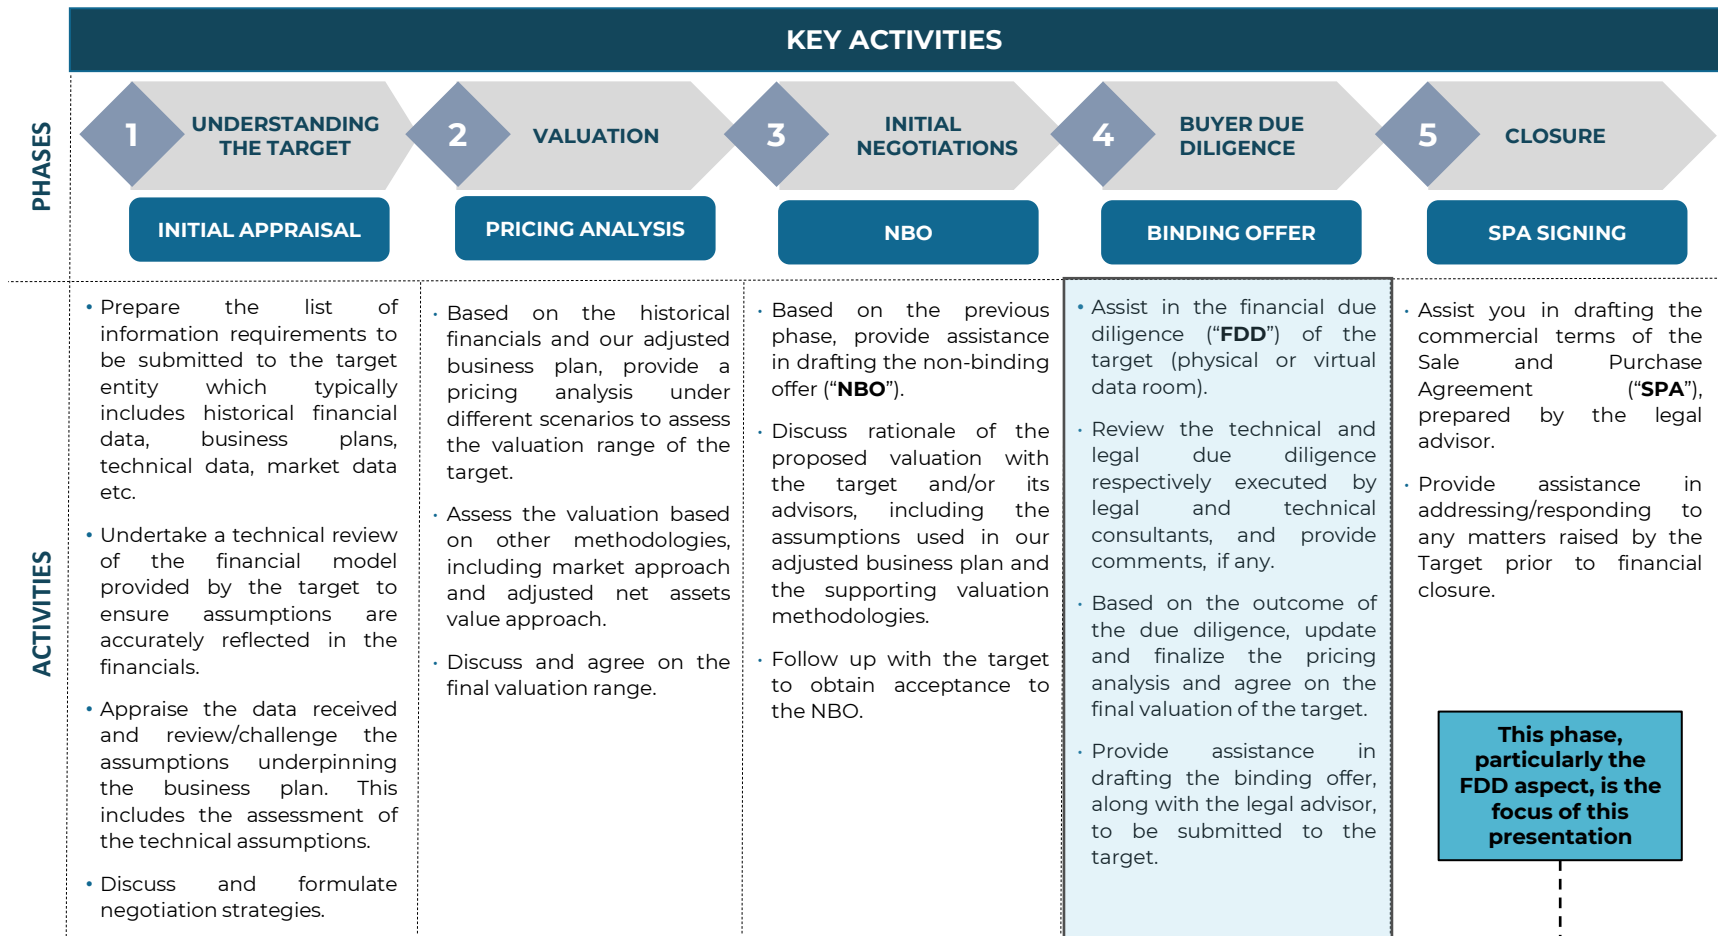 KEY ACTIVITIES
PHASES
1
UNDERSTANDING
THE TARGET
2
VALUATION
3
INITIAL
NEGOTIATIONS
4
BUYER DUE
DILIGENCE
5
CLOSURE
INITIAL APPRAISAL
PRICING ANALYSIS
NBO
BINDING OFFER
SPA SIGNING
ACTIVITIES
• Prepare the list of
information requirements to
be submitted to the target
entity which typically
includes historical financial
data, business plans,
technical data, market data
etc.
• Undertake a technical review
of the financial model
provided by the target to
ensure assumptions are
accurately reflected in the
financials.
• Appraise the data received
and review/challenge the
assumptions underpinning
the business plan. This
includes the assessment of
the technical assumptions.
• Discuss and formulate
negotiation strategies.
• Based on the historical
financials and our adjusted
business plan, provide a
pricing analysis under
different scenarios to assess
the valuation range of the
target.
• Assess the valuation based
on other methodologies,
including market approach
and adjusted net assets
value approach.
• Discuss and agree on the
final valuation range.
• Based on the previous
phase, provide assistance
in drafting the non-binding
offer (“NBO”).
• Discuss rationale of the
proposed valuation with
the target and/or its
advisors, including the
assumptions used in our
adjusted business plan and
the supporting valuation
methodologies.
• Follow up with the target
to obtain acceptance to
the NBO.
• Assist in the financial due
diligence (“FDD”) of the
target (physical or virtual
data room).
• Review the technical and
legal due diligence
respectively executed by
legal and technical
consultants, and provide
comments, if any.
• Based on the outcome of
the due diligence, update
and finalize the pricing
analysis and agree on the
final valuation of the target.
• Provide assistance in
drafting the binding offer,
along with the legal advisor,
to be submitted to the
target.
• Assist you in drafting the
commercial terms of the
Sale and Purchase
Agreement (“SPA”),
prepared by the legal
advisor.
• Provide assistance in
addressing/responding to
any matters raised by the
Target prior to financial
closure.
This phase,
particularly the
FDD aspect, is the
focus of this
presentation